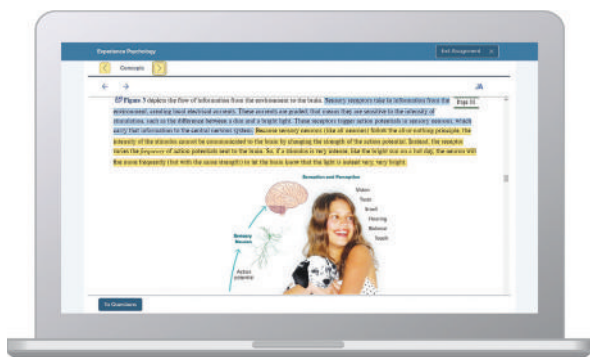 Experience Psychology
Exit Assignment X
Concepts
Figure 3 depicts the flow of information from the environment to the brain. Sensory receptors take in information from the
Page 85
environment, creating local electrical currents. These currents are graded; that means they are sensitive to the intensity of
stimulation, such as the difference between a dim and a bright light. These receptors trigger action potentials in sensory neurons, which
carry that information to the central nervous system. Because sensory neurons (like all neurons) follow the all-or-nothing principle, the
intensity of the stimulus cannot be communicated to the brain by changing the strength of the action potential. Instead, the receptor
varies the frequency of action potentials sent to the brain. So, if a stimulus is very intense, like the bright sun on a hot day, the neuron will
fire more frequently (but with the same strength) to let the brain know that the light is indeed very, very bright.
Sensation and Perception
Vision
Taste
Smell
Hearing
Balance
Touch
Sensory
Neuron
Action
potential
To Questions